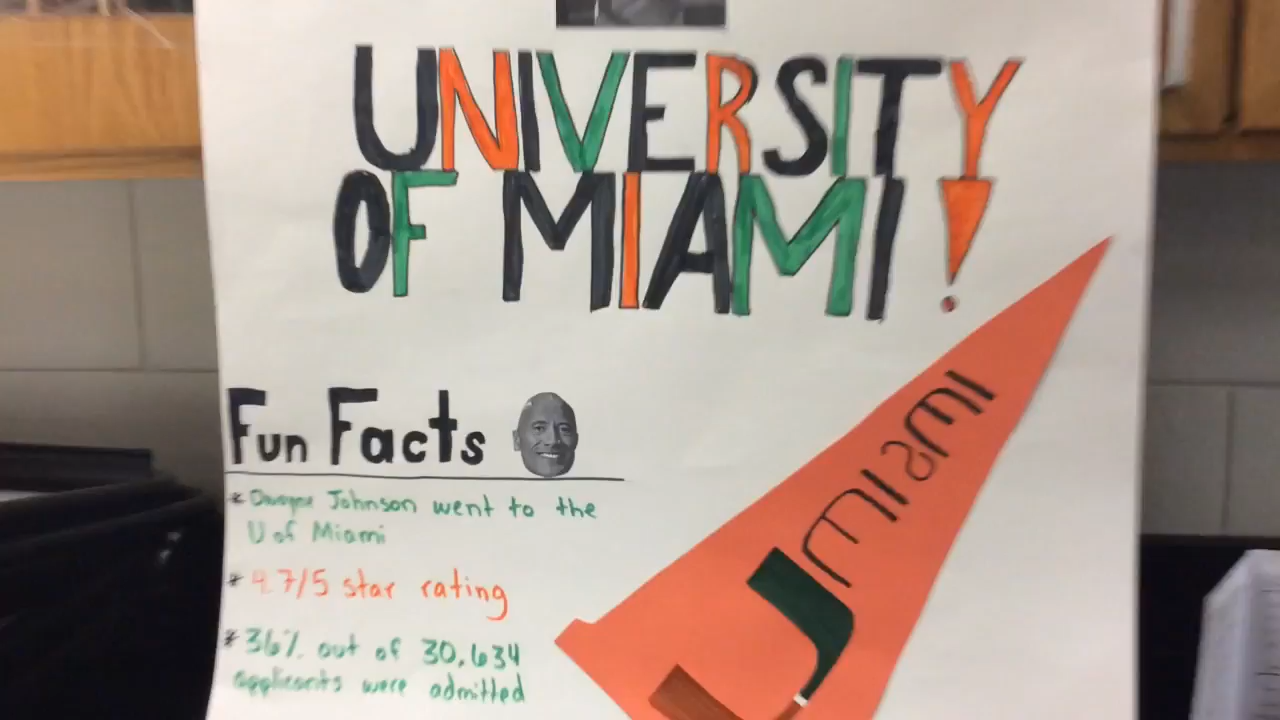 UNIVERSITY
OF MIAMI!
Fun Facts
* Dwayne Johnson went to the
U of Miami
* 4.7/5 star rating
* 36% out of 30,634
applicants were admitted
MIAMI